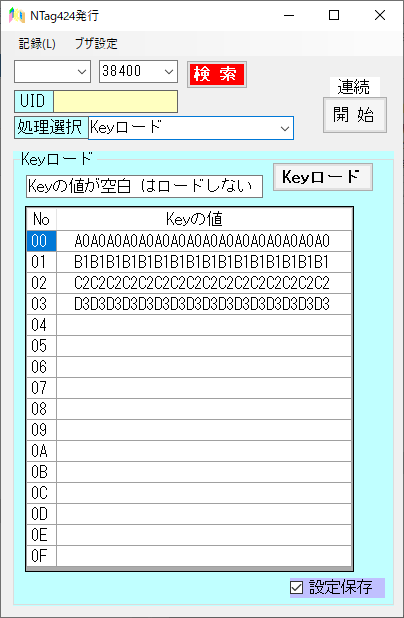 NTag424発行
記録(L) ブザ設定
38400 検 索
連続
UID
開 始
処理選択 Keyロード
Keyロード
Keyの値が空白 はロードしない Keyロード
No Keyの値
00 A0A0A0A0A0A0A0A0A0A0A0A0A0A0A0A0
01 B1B1B1B1B1B1B1B1B1B1B1B1B1B1B1B1
02 C2C2C2C2C2C2C2C2C2C2C2C2C2C2C2C2
03 D3D3D3D3D3D3D3D3D3D3D3D3D3D3D3D3
04
05
06
07
08
09
0A
0B
0C
0D
0E
0F
設定保存